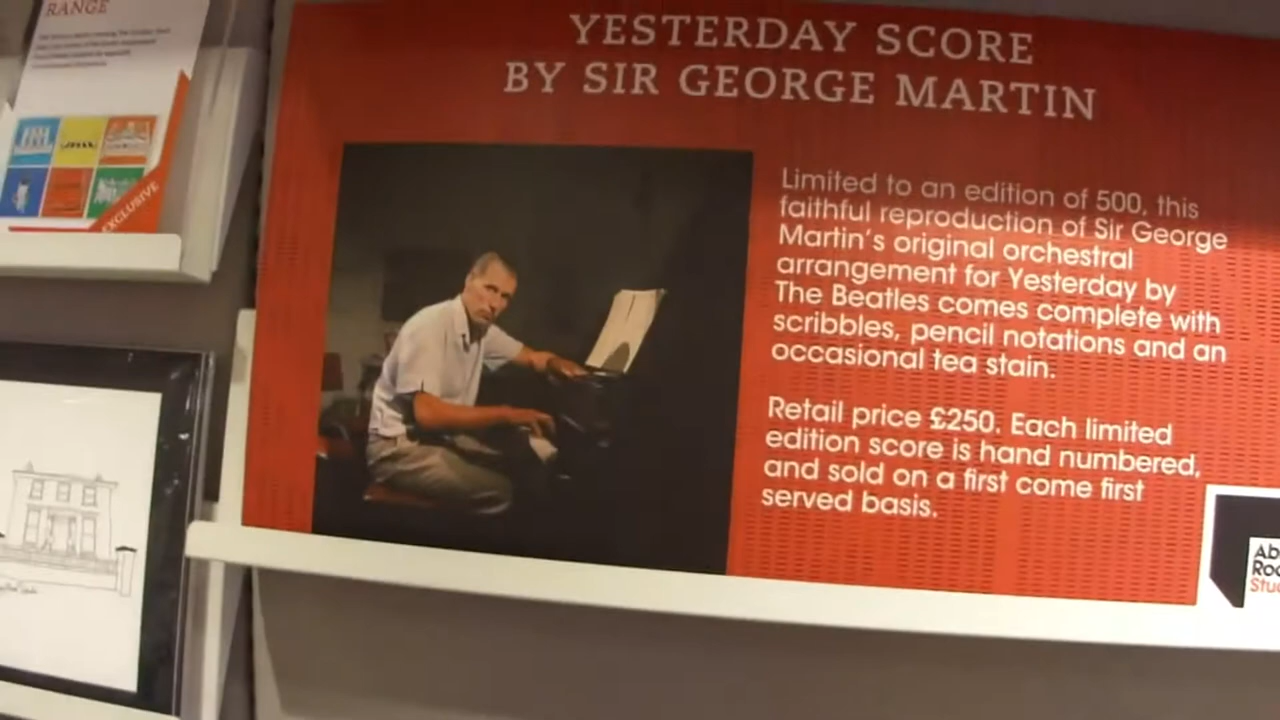 RANGE
EXCLUSIVE
YESTERDAY SCORE
BY SIR GEORGE MARTIN
Limited to an edition of 500, this
faithful reproduction of Sir George
Martin's original orchestral
arrangement for Yesterday by
The Beatles comes complete with
scribbles, pencil notations and an
occasional tea stain.
Retail price £250. Each limited
edition score is hand numbered,
and sold on a first come first
served basis.